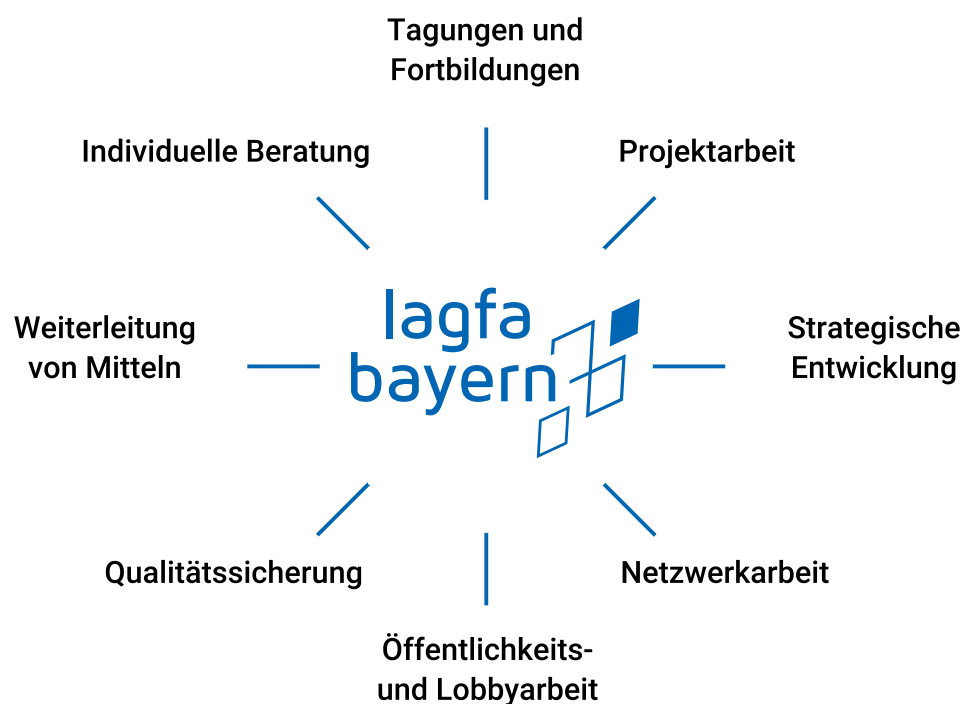 Tagungen und
Fortbildungen
Individuelle Beratung
Projektarbeit
Weiterleitung
von Mitteln
lagfa
bayern
Strategische
Entwicklung
Qualitätssicherung
Netzwerkarbeit
Öffentlichkeits-
und Lobbyarbeit